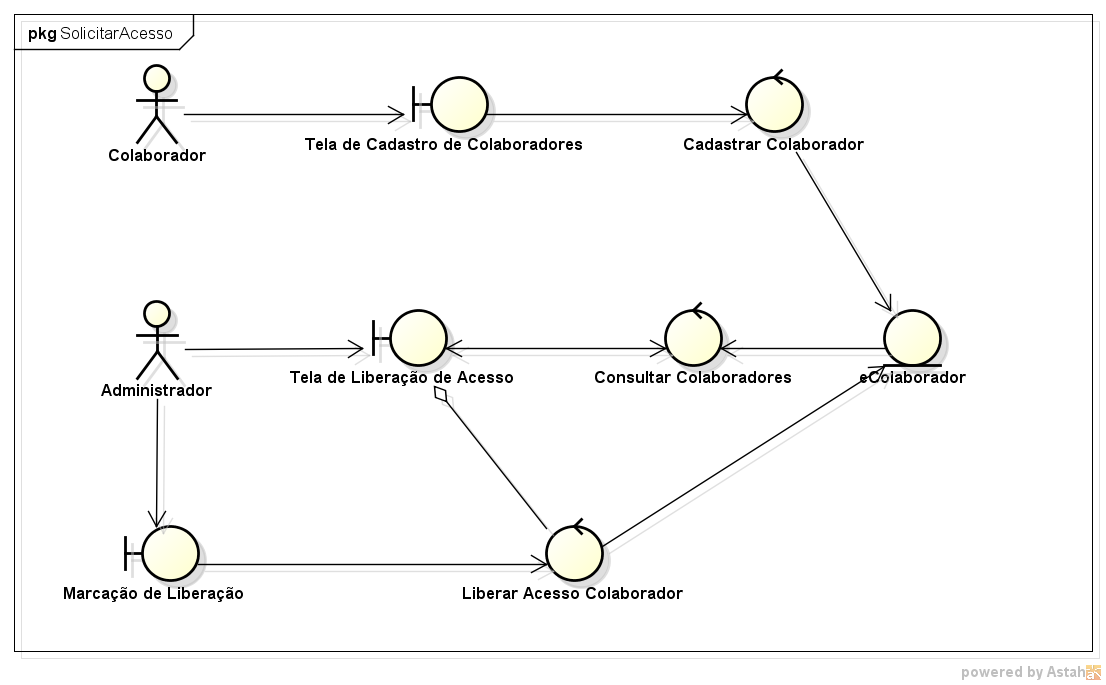 pkg SolicitarAcesso
Colaborador
Tela de Cadastro de Colaboradores
Cadastrar Colaborador
Administrador
Tela de Liberação de Acesso
Consultar Colaboradores
eColaborador
Marcação de Liberação
Liberar Acesso Colaborador
powered by Astah